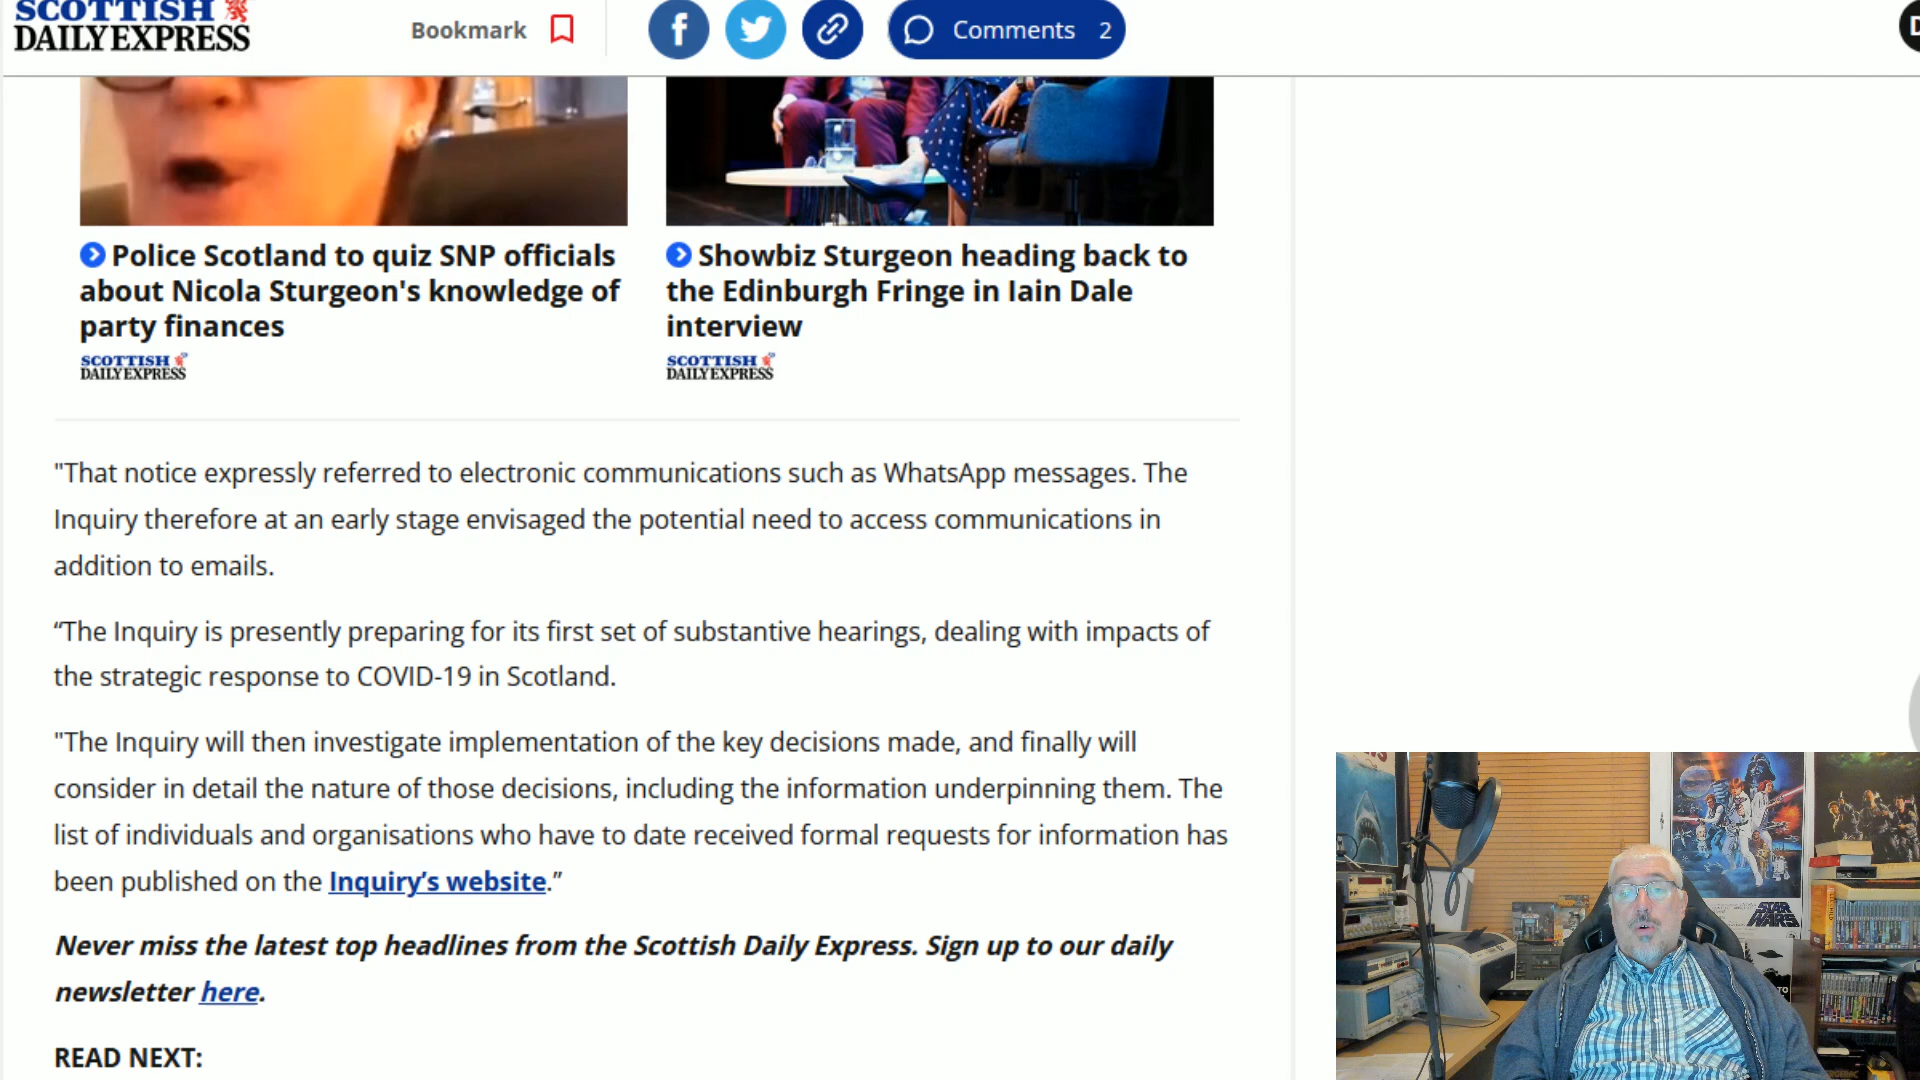 SCOTTISH
DAILY EXPRESS
Bookmark
Comments 2
Police Scotland to quiz SNP officials
about Nicola Sturgeon's knowledge of
party finances
SCOTTISH
DAILY EXPRESS
Showbiz Sturgeon heading back to
the Edinburgh Fringe in Iain Dale
interview
SCOTTISH
DAILY EXPRESS
"That notice expressly referred to electronic communications such as WhatsApp messages. The
Inquiry therefore at an early stage envisaged the potential need to access communications in
addition to emails.
“The Inquiry is presently preparing for its first set of substantive hearings, dealing with impacts of
the strategic response to COVID-19 in Scotland.
"The Inquiry will then investigate implementation of the key decisions made, and finally will
consider in detail the nature of those decisions, including the information underpinning them. The
list of individuals and organisations who have to date received formal requests for information has
been published on the Inquiry’s website.”
Never miss the latest top headlines from the Scottish Daily Express. Sign up to our daily
newsletter here.
READ NEXT:
STAR
WARS